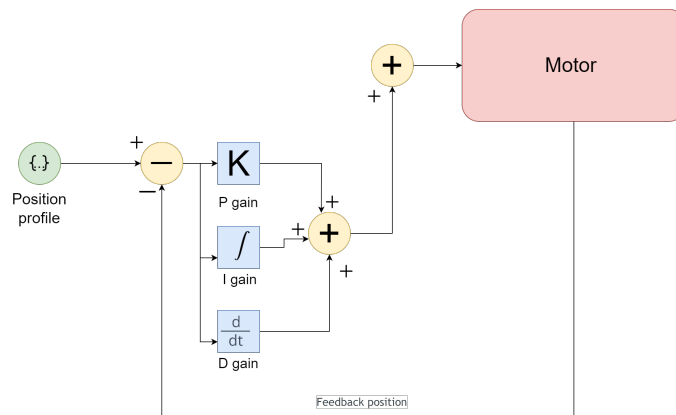 Motor
+
+
{..}
+
−
−
K
Position
profile
P gain
+
+
+
∫
I gain
+
d
dt
D gain
Feedback position